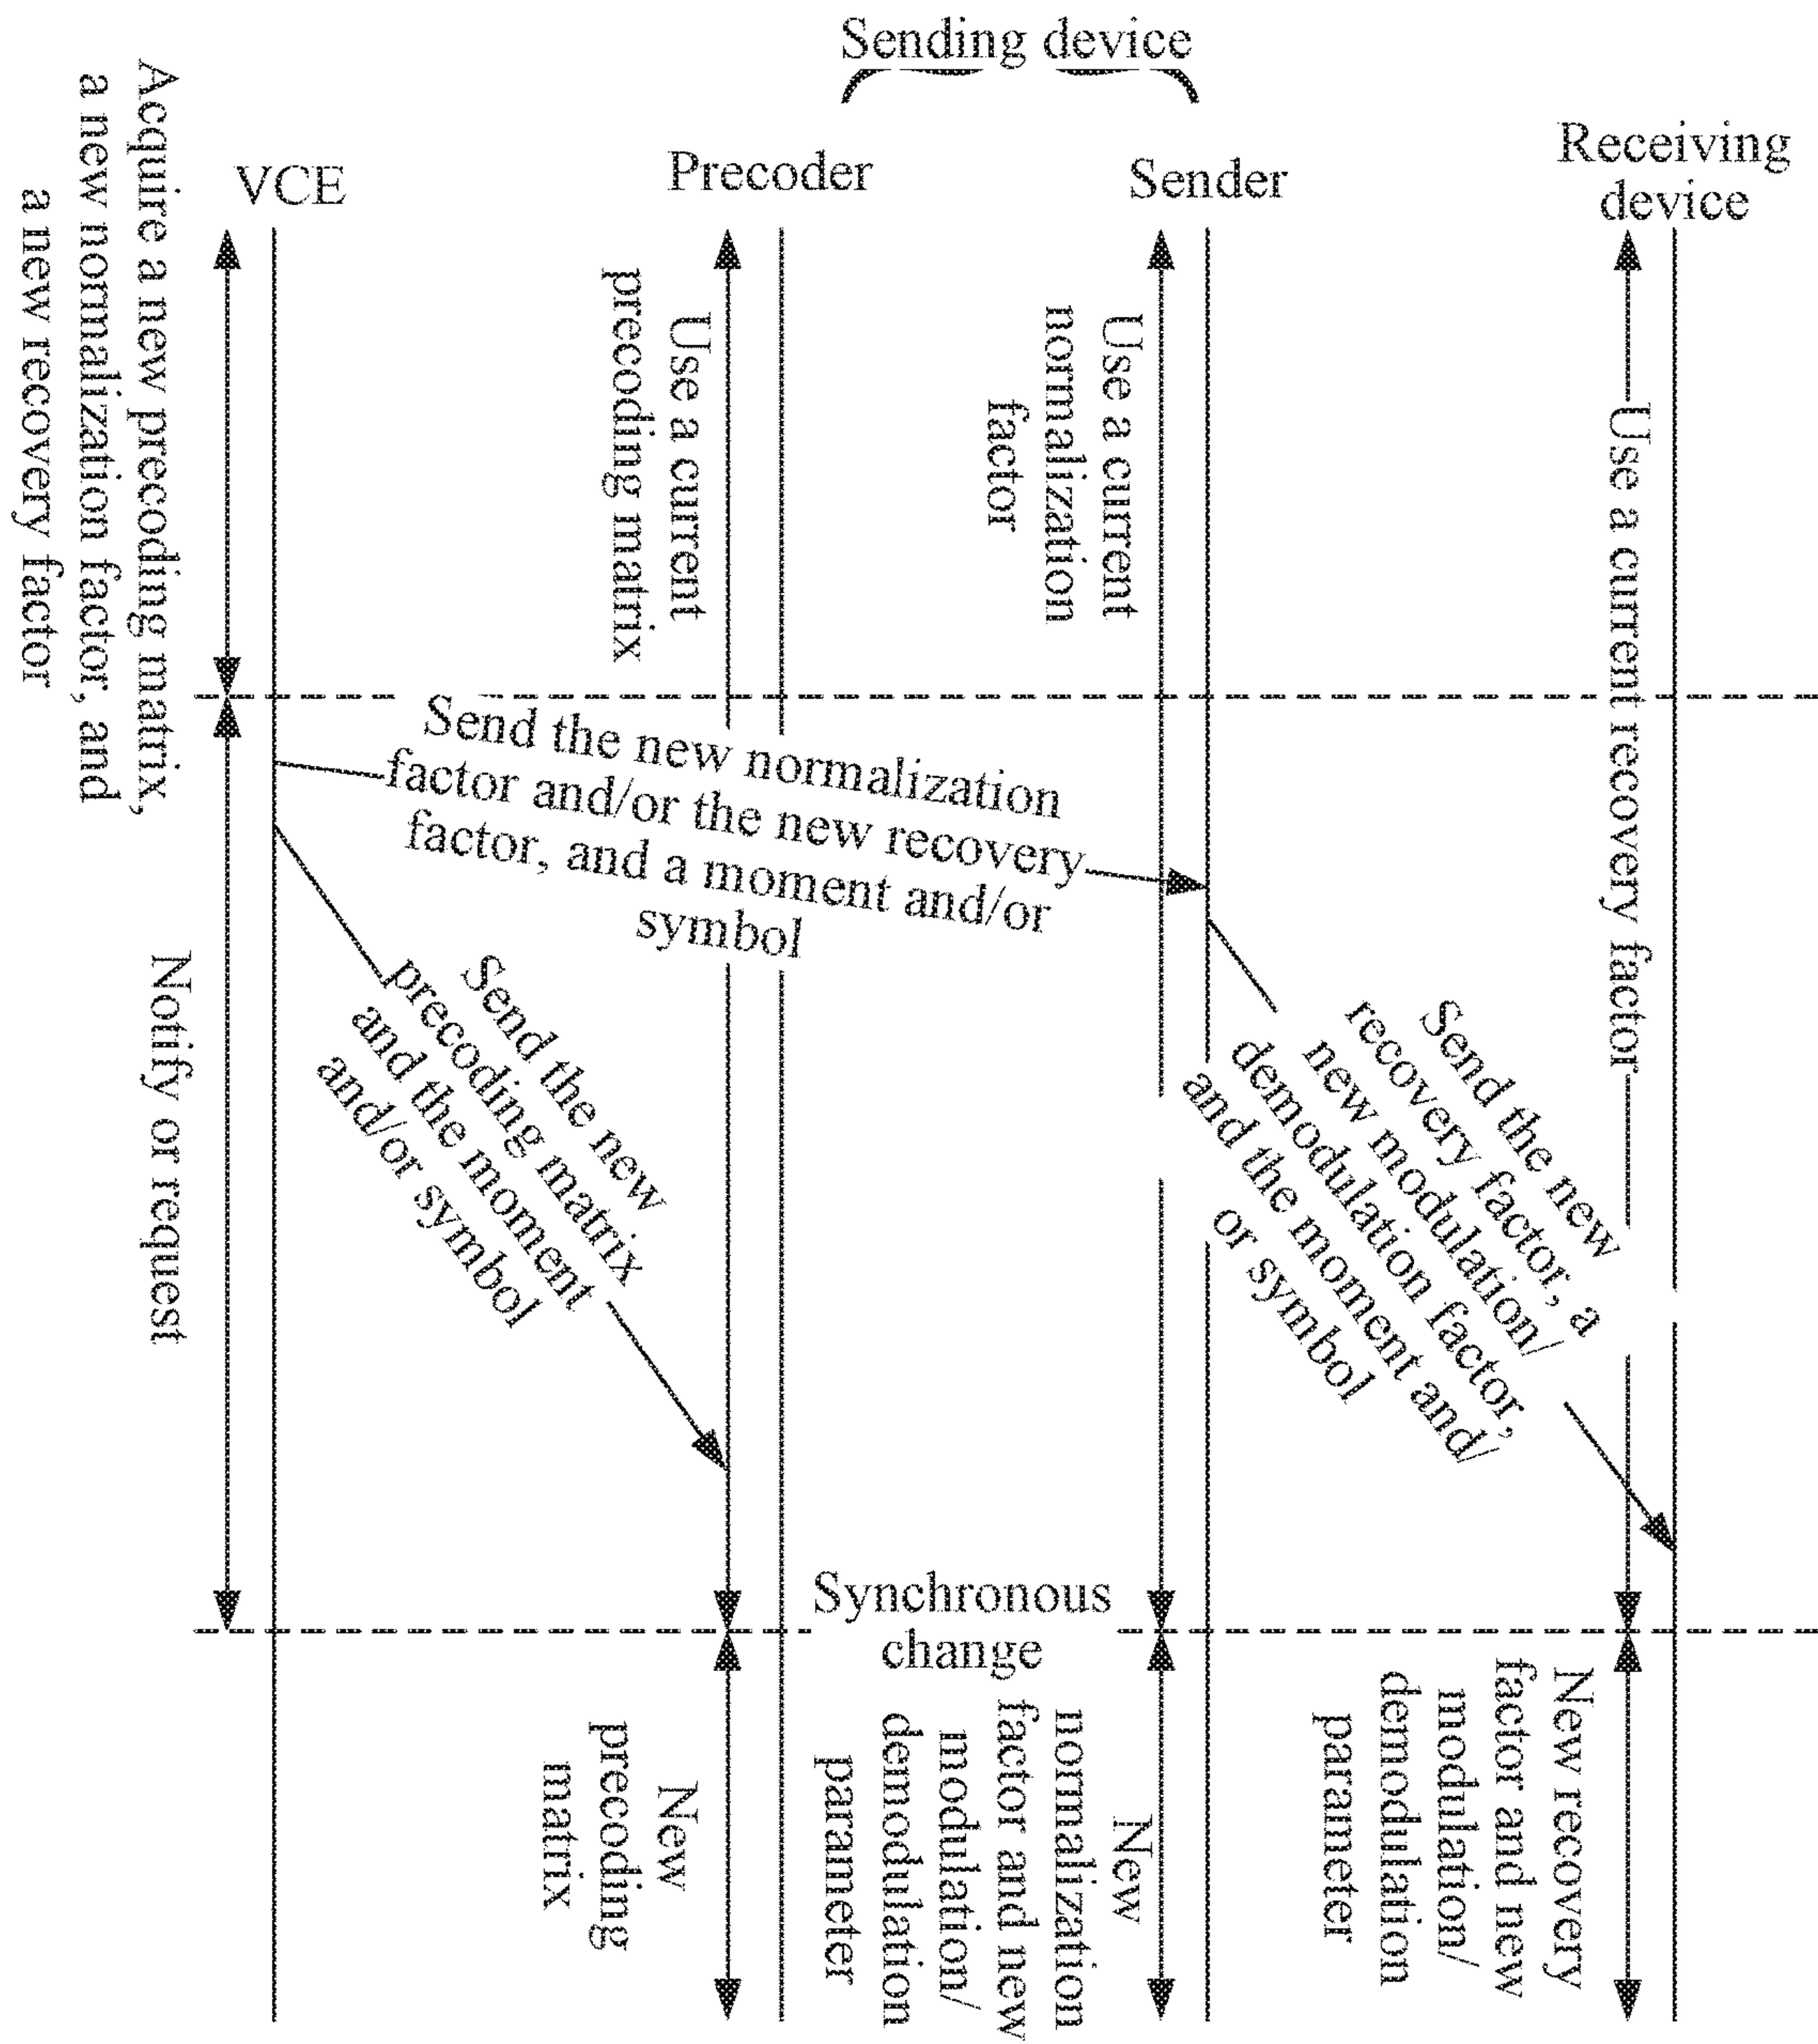 Sending device
VCE
Precoder
Sender
Receiving
device
Acquire a new precoding matrix,
a new normalization factor, and
a new recovery factor
Use a current
precoding matrix
Use a current
normalization
factor
Use a current recovery factor
Send the new normalization
factor and/or the new recovery
factor, and a moment and/or
symbol
Notify or request
Send the new
precoding matrix
and the moment
and/or symbol
Send the new
recovery factor, a
new modulation/
demodulation factor,
and the moment and/
or symbol
Synchronous
change
New
precoding
matrix
New
normalization
factor and new
modulation/
demodulation
parameter
New recovery
factor and new
modulation/
demodulation
parameter